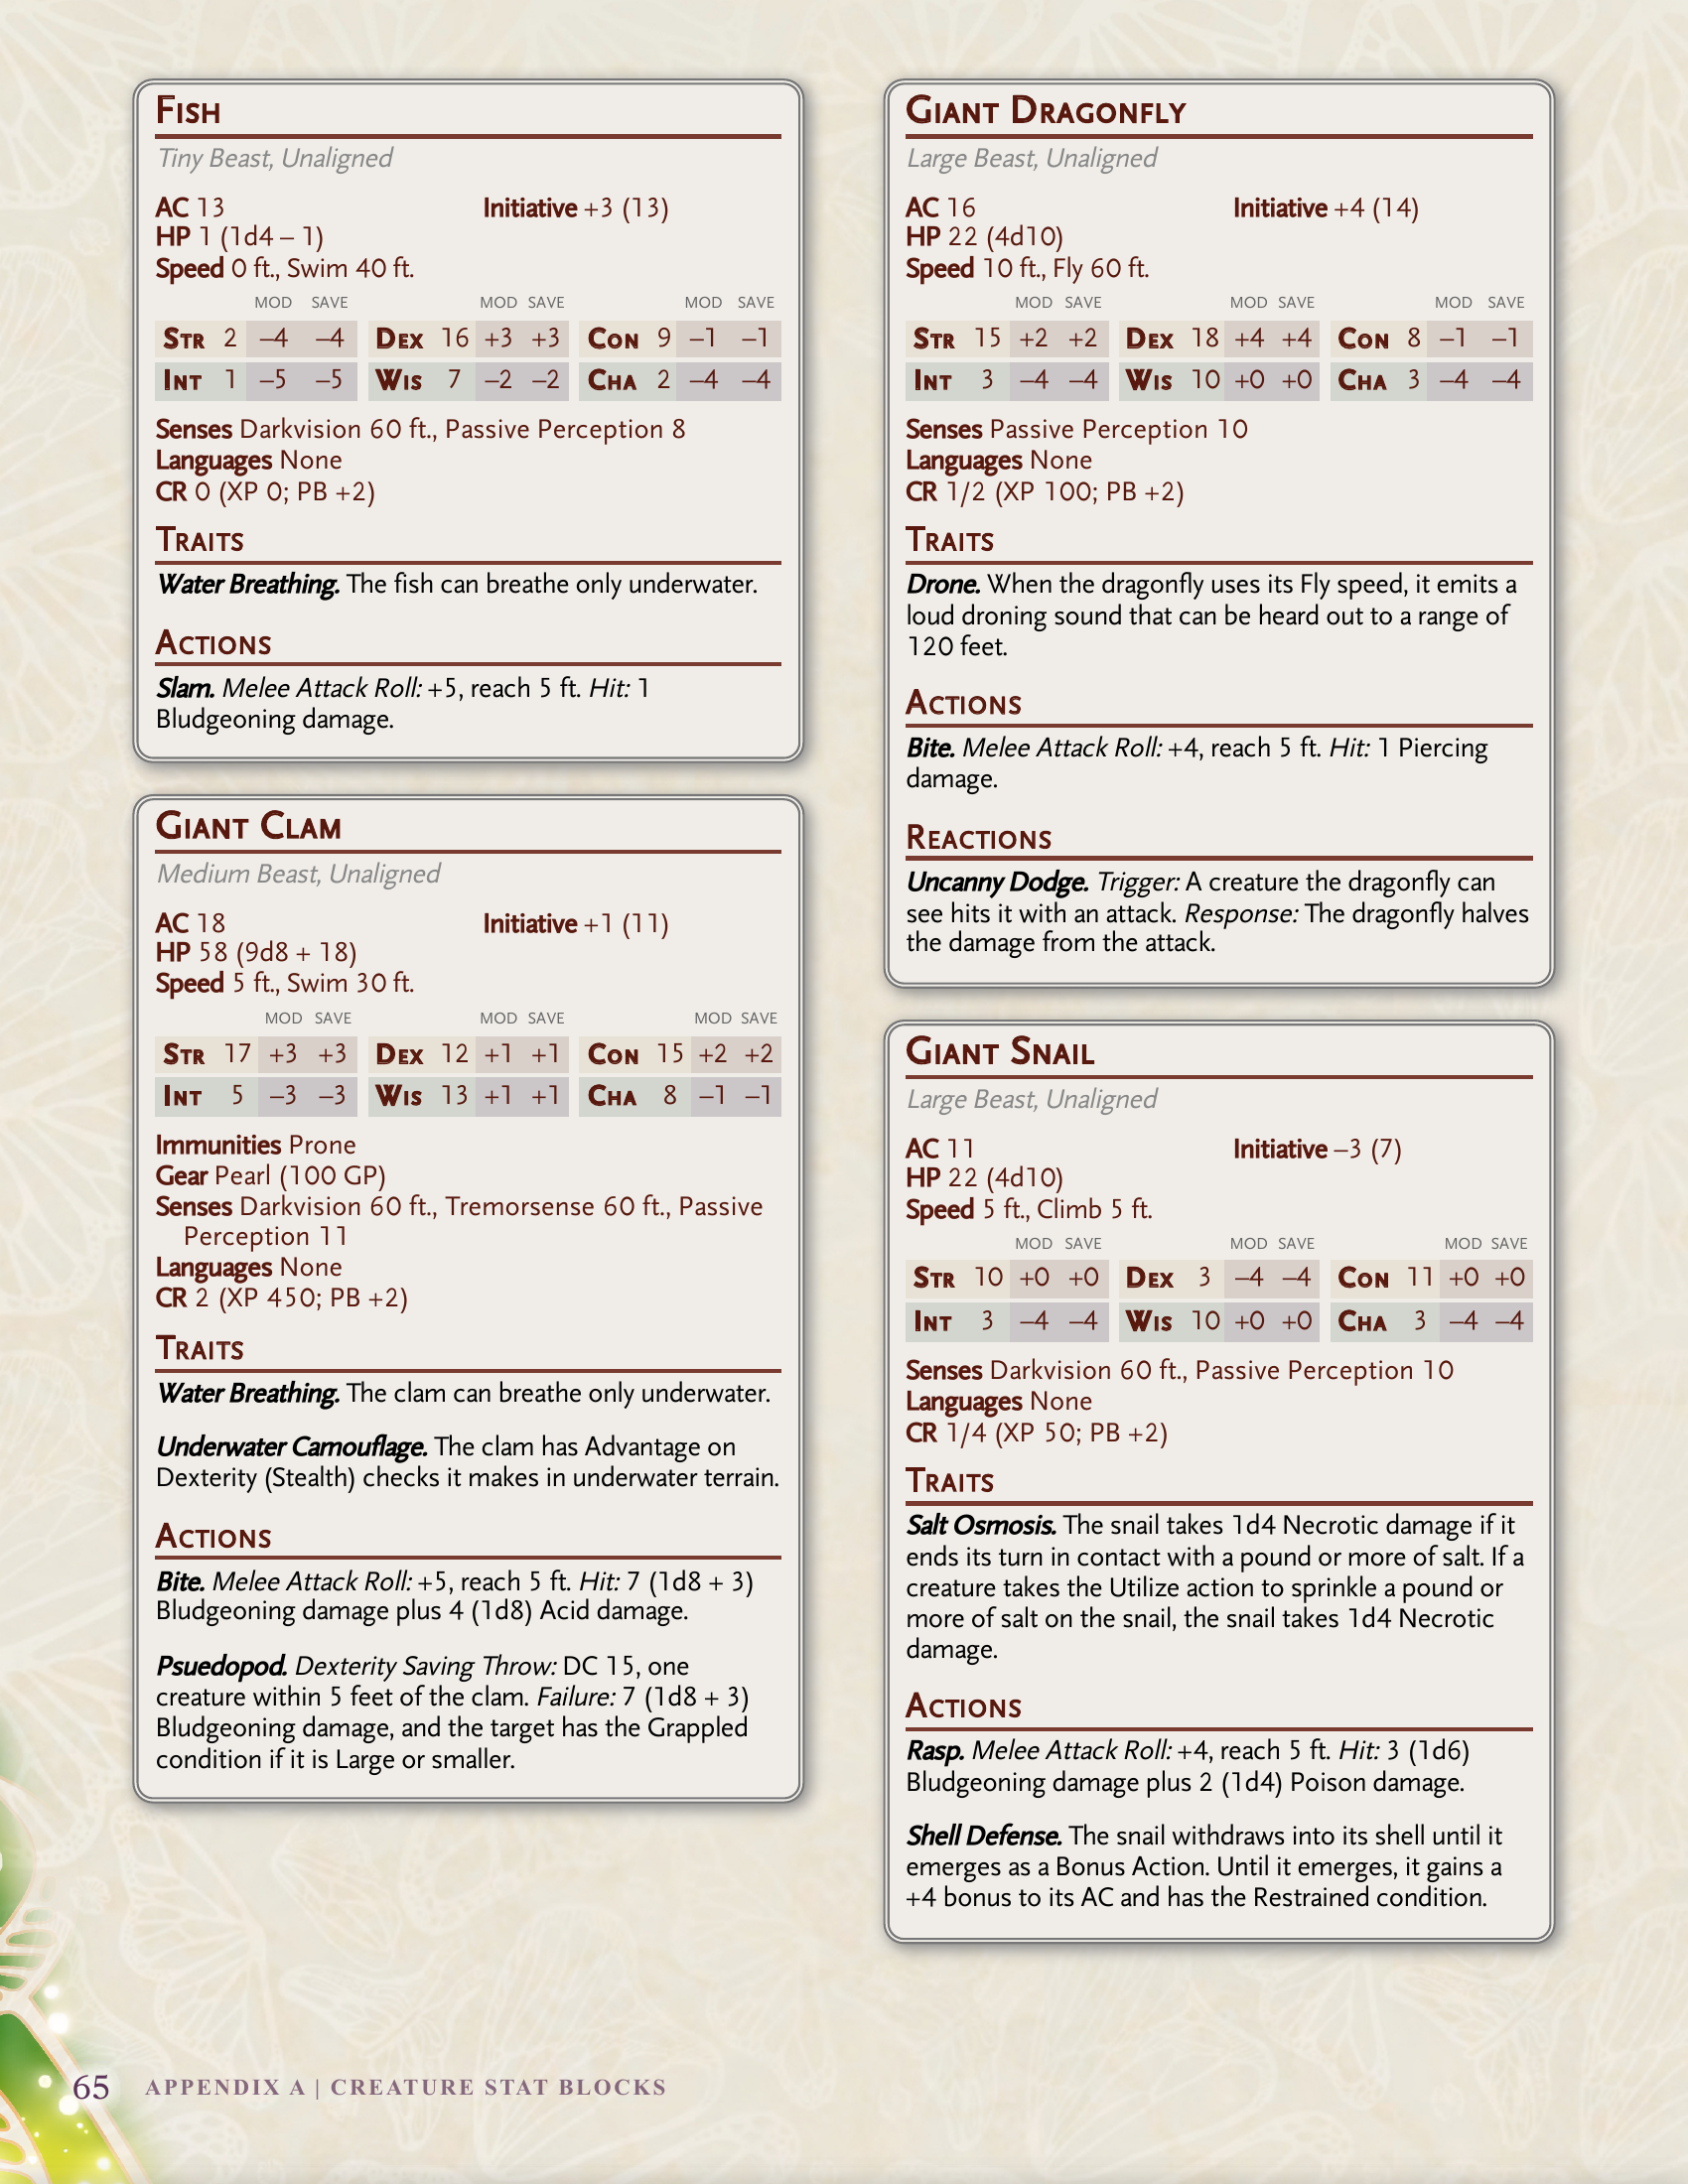 FISH
Tiny Beast, Unaligned
AC 13 Initiative +3 (13)
HP 1 (1d4 – 1)
Speed 0 ft., Swim 40 ft.
MOD SAVE MOD SAVE MOD SAVE
STR 2 –4 –4 DEX 16 +3 +3 CON 9 –1 –1
INT 1 –5 –5 WIS 7 –2 –2 CHA 2 –4 –4
Senses Darkvision 60 ft., Passive Perception 8
Languages None
CR 0 (XP 0; PB +2)
TRAITS
Water Breathing. The fish can breathe only underwater.
ACTIONS
Slam. Melee Attack Roll: +5, reach 5 ft. Hit: 1
Bludgeoning damage.
GIANT CLAM
Medium Beast, Unaligned
AC 18 Initiative +1 (11)
HP 58 (9d8 + 18)
Speed 5 ft., Swim 30 ft.
MOD SAVE MOD SAVE MOD SAVE
STR 17 +3 +3 DEX 12 +1 +1 CON 15 +2 +2
INT 5 –3 –3 WIS 13 +1 +1 CHA 8 –1 –1
Immunities Prone
Gear Pearl (100 GP)
Senses Darkvision 60 ft., Tremorsense 60 ft., Passive
Perception 11
Languages None
CR 2 (XP 450; PB +2)
TRAITS
Water Breathing. The clam can breathe only underwater.
Underwater Camouflage. The clam has Advantage on
Dexterity (Stealth) checks it makes in underwater terrain.
ACTIONS
Bite. Melee Attack Roll: +5, reach 5 ft. Hit: 7 (1d8 + 3)
Bludgeoning damage plus 4 (1d8) Acid damage.
Psuedopod. Dexterity Saving Throw: DC 15, one
creature within 5 feet of the clam. Failure: 7 (1d8 + 3)
Bludgeoning damage, and the target has the Grappled
condition if it is Large or smaller.
GIANT DRAGONFLY
Large Beast, Unaligned
AC 16 Initiative +4 (14)
HP 22 (4d10)
Speed 10 ft., Fly 60 ft.
MOD SAVE MOD SAVE MOD SAVE
STR 15 +2 +2 DEX 18 +4 +4 CON 8 –1 –1
INT 3 –4 –4 WIS 10 +0 +0 CHA 3 –4 –4
Senses Passive Perception 10
Languages None
CR 1/2 (XP 100; PB +2)
TRAITS
Drone. When the dragonfly uses its Fly speed, it emits a
loud droning sound that can be heard out to a range of
120 feet.
ACTIONS
Bite. Melee Attack Roll: +4, reach 5 ft. Hit: 1 Piercing
damage.
REACTIONS
Uncanny Dodge. Trigger: A creature the dragonfly can
see hits it with an attack. Response: The dragonfly halves
the damage from the attack.
GIANT SNAIL
Large Beast, Unaligned
AC 11 Initiative –3 (7)
HP 22 (4d10)
Speed 5 ft., Climb 5 ft.
MOD SAVE MOD SAVE MOD SAVE
STR 10 +0 +0 DEX 3 –4 –4 CON 11 +0 +0
INT 3 –4 –4 WIS 10 +0 +0 CHA 3 –4 –4
Senses Darkvision 60 ft., Passive Perception 10
Languages None
CR 1/4 (XP 50; PB +2)
TRAITS
Salt Osmosis. The snail takes 1d4 Necrotic damage if it
ends its turn in contact with a pound or more of salt. If a
creature takes the Utilize action to sprinkle a pound or
more of salt on the snail, the snail takes 1d4 Necrotic
damage.
ACTIONS
Rasp. Melee Attack Roll: +4, reach 5 ft. Hit: 3 (1d6)
Bludgeoning damage plus 2 (1d4) Poison damage.
Shell Defense. The snail withdraws into its shell until it
emerges as a Bonus Action. Until it emerges, it gains a
+4 bonus to its AC and has the Restrained condition.
65 APPENDIX A | CREATURE STAT BLOCKS